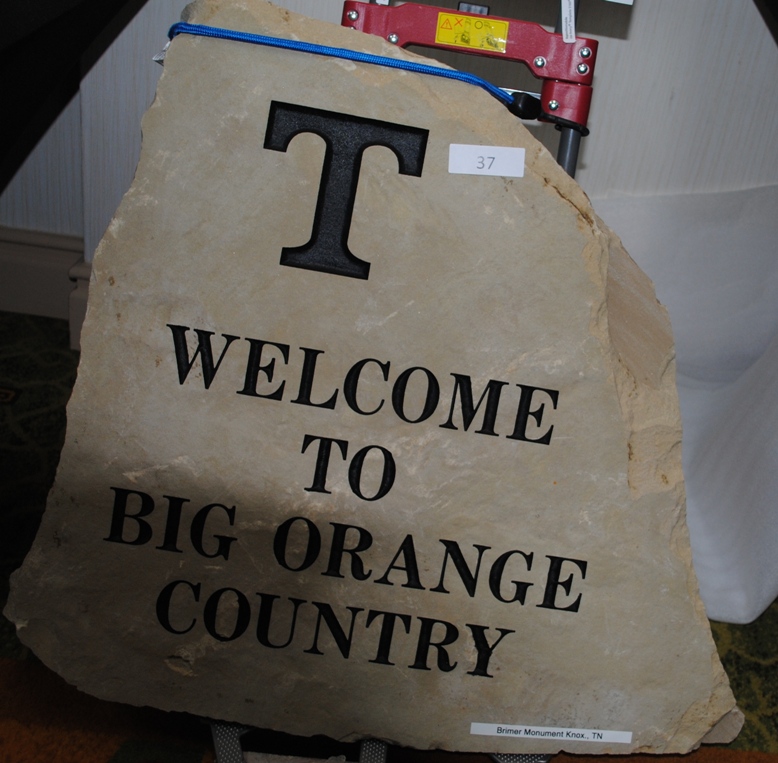 T
37
WELCOME
TO
BIG ORANGE
COUNTRY
Brimer Monument Knox., TN